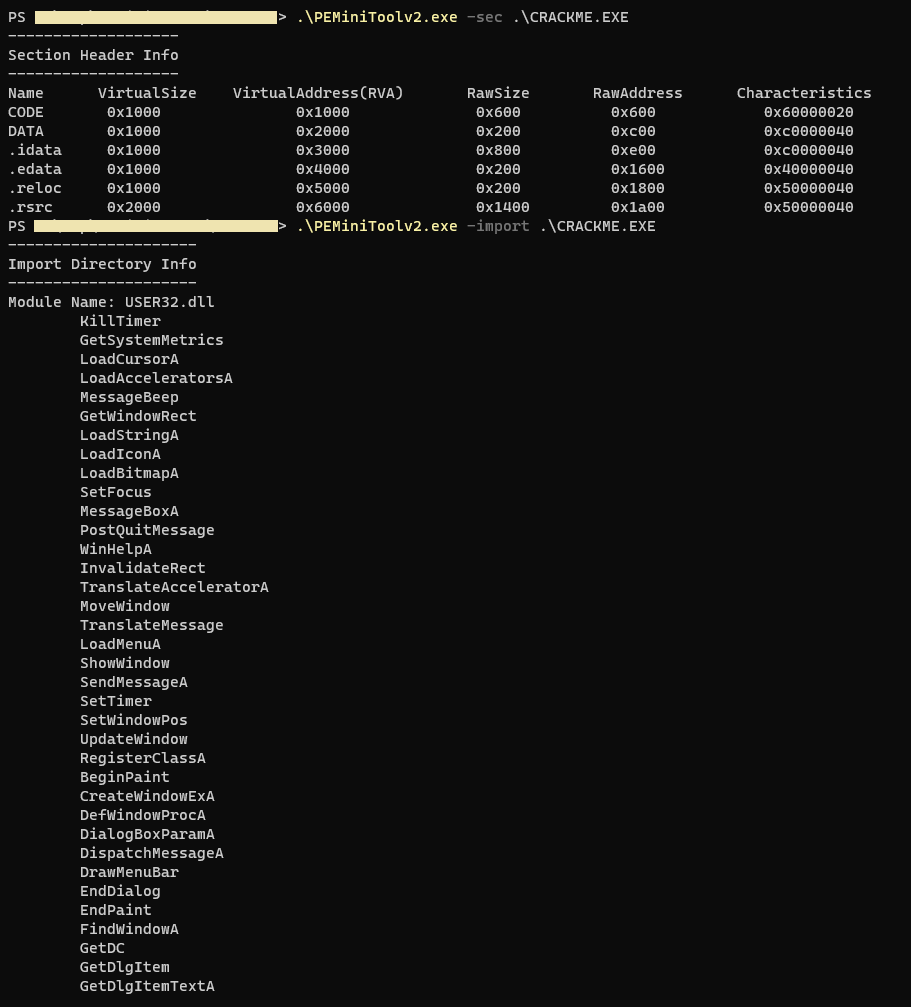 PS > .\PEMiniToolv2.exe -sec .\CRACKME.EXE
-------------------
Section Header Info
-------------------
Name      VirtualSize    VirtualAddress(RVA)       RawSize       RawAddress      Characteristics
CODE       0x1000               0x1000              0x600          0x600            0x60000020
DATA       0x1000               0x2000              0x200          0xc00            0xc0000040
.idata     0x1000               0x3000              0x800          0xe00            0xc0000040
.edata     0x1000               0x4000              0x200          0x1600           0x40000040
.reloc     0x1000               0x5000              0x200          0x1800           0x50000040
.rsrc      0x2000               0x6000              0x1400         0x1a00           0x50000040
PS > .\PEMiniToolv2.exe -import .\CRACKME.EXE
---------------------
Import Directory Info
---------------------
Module Name: USER32.dll
        KillTimer
        GetSystemMetrics
        LoadCursorA
        LoadAcceleratorsA
        MessageBeep
        GetWindowRect
        LoadStringA
        LoadIconA
        LoadBitmapA
        SetFocus
        MessageBoxA
        PostQuitMessage
        WinHelpA
        InvalidateRect
        TranslateAcceleratorA
        MoveWindow
        TranslateMessage
        LoadMenuA
        ShowWindow
        SendMessageA
        SetTimer
        SetWindowPos
        UpdateWindow
        RegisterClassA
        BeginPaint
        CreateWindowExA
        DefWindowProcA
        DialogBoxParamA
        DispatchMessageA
        DrawMenuBar
        EndDialog
        EndPaint
        FindWindowA
        GetDC
        GetDlgItem
        GetDlgItemTextA